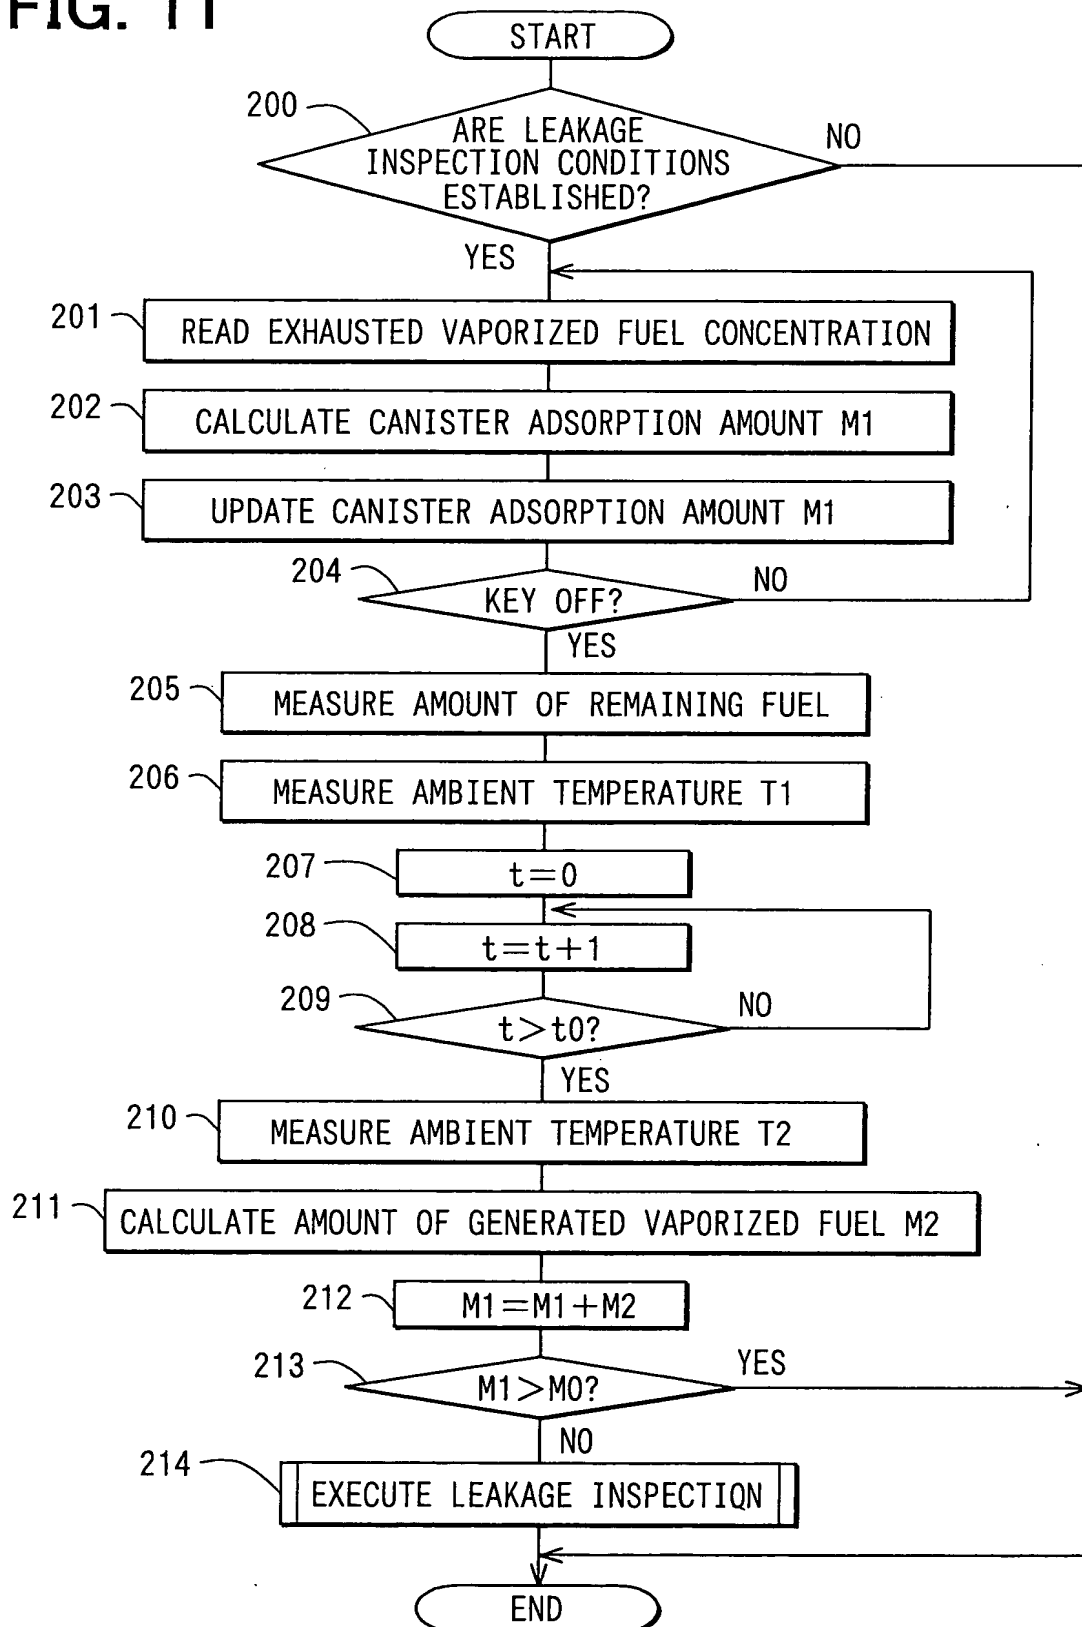 FIG. 11
START
200
ARE LEAKAGE
INSPECTION CONDITIONS
ESTABLISHED?
NO
YES
201
READ EXHAUSTED VAPORIZED FUEL CONCENTRATION
202
CALCULATE CANISTER ADSORPTION AMOUNT M1
203
UPDATE CANISTER ADSORPTION AMOUNT M1
204
KEY OFF?
NO
YES
205
MEASURE AMOUNT OF REMAINING FUEL
206
MEASURE AMBIENT TEMPERATURE T1
207
t=0
208
t=t+1
209
t>t0?
NO
YES
210
MEASURE AMBIENT TEMPERATURE T2
211
CALCULATE AMOUNT OF GENERATED VAPORIZED FUEL M2
212
M1=M1+M2
213
M1>M0?
YES
NO
214
EXECUTE LEAKAGE INSPECTION
END